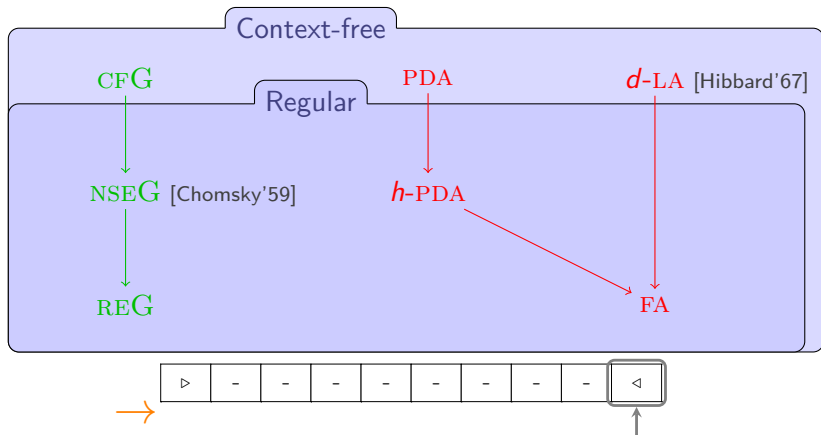 Context-free
CFG PDA d-LA [Hibbard'67]
Regular
NSEG [Chomsky'59] h-PDA
REG FA
▷ - - - - - - - - ◁